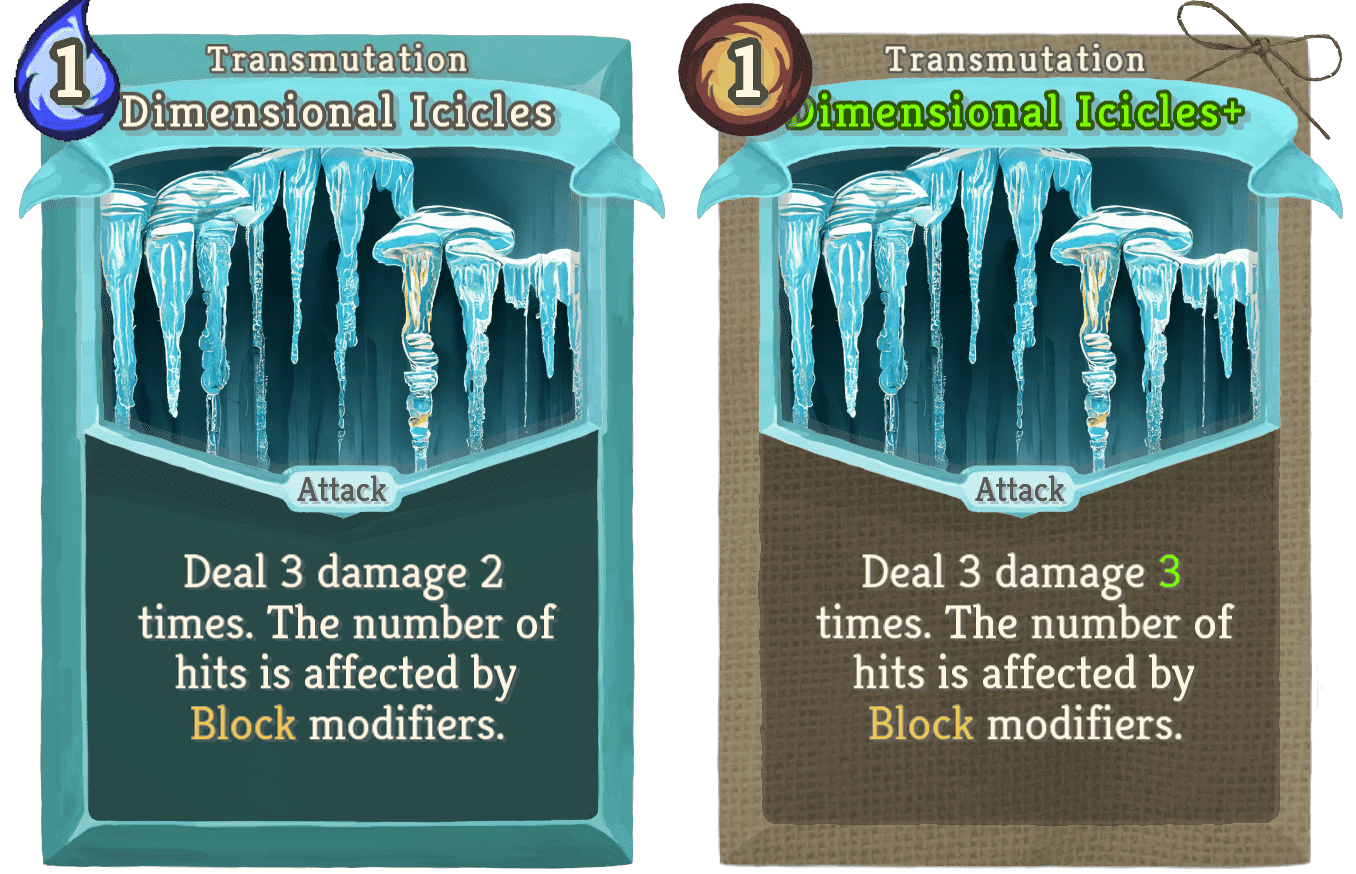 1
Transmutation
Dimensional Icicles
Attack
Deal 3 damage 2
times. The number of
hits is affected by
Block modifiers.
1
Transmutation
Dimensional Icicles+
Attack
Deal 3 damage 3
times. The number of
hits is affected by
Block modifiers.